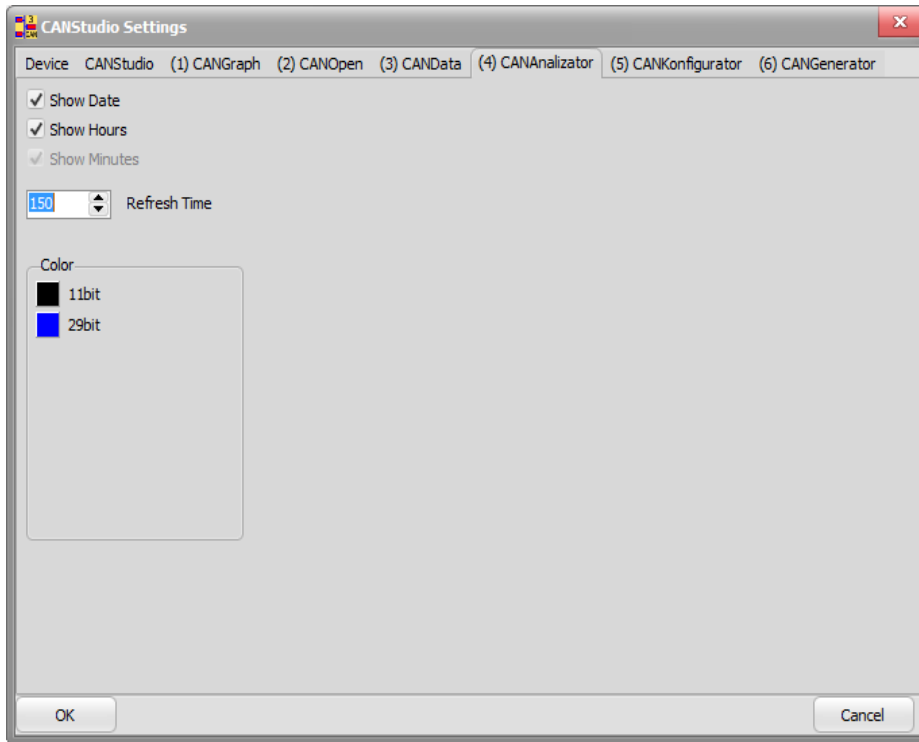 CANStudio Settings
Device CANStudio (1) CANGraph (2) CANOpen (3) CANData (4) CANAnalizator (5) CANKonfigurator (6) CANGenerator
Show Date
Show Hours
Show Minutes
150 Refresh Time
Color
11bit
29bit
OK Cancel